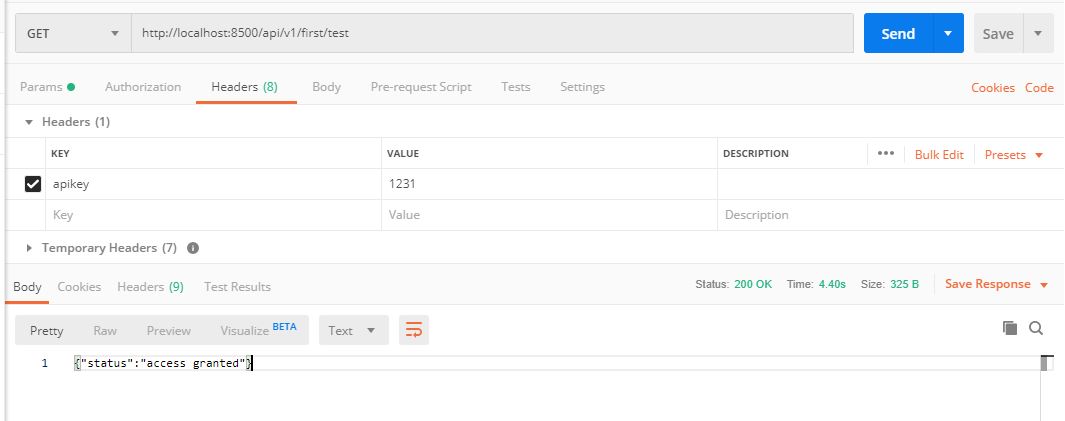 GET http://localhost:8500/api/v1/first/test Send Save
Params Authorization Headers (8) Body Pre-request Script Tests Settings Cookies Code
Headers (1)
KEY VALUE DESCRIPTION ••• Bulk Edit Presets
apikey 1231
Key Value Description
Temporary Headers (7) i
Body Cookies Headers (9) Test Results Status: 200 OK Time: 4.40s Size: 325 B Save Response
Pretty Raw Preview Visualize BETA Text
1 {"status":"access granted"}